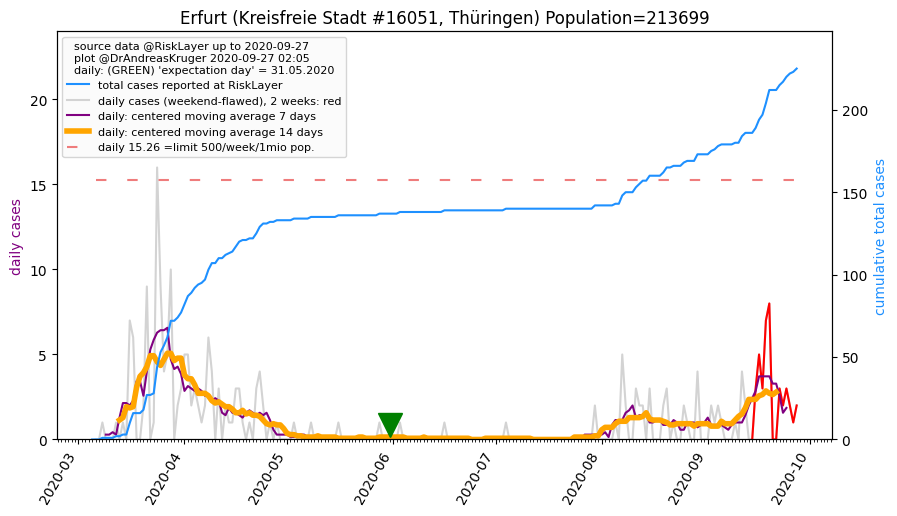 Erfurt (Kreisfreie Stadt #16051, Thüringen) Population=213699
source data @RiskLayer up to 2020-09-27
plot @DrAndreasKruger 2020-09-27 02:05
daily: (GREEN) 'expectation day' = 31.05.2020
total cases reported at RiskLayer
daily cases (weekend-flawed), 2 weeks: red
daily: centered moving average 7 days
daily: centered moving average 14 days
daily 15.26 =limit 500/week/1mio pop.
daily cases
20
15
10
5
0
cumulative total cases
200
150
100
50
0
2020-03
2020-04
2020-05
2020-06
2020-07
2020-08
2020-09
2020-10